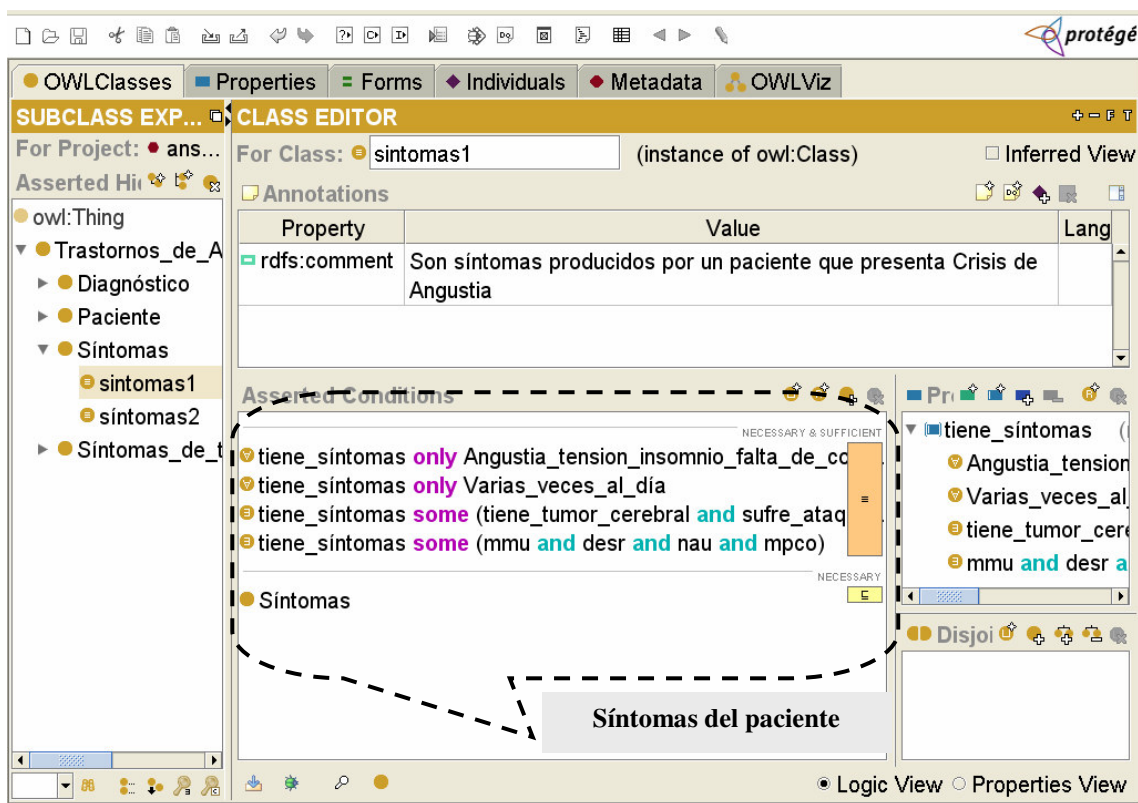 protégé
OWLClasses Properties = Forms Individuals Metadata OWLViz
SUBCLASS EXP... CLASS EDITOR
For Project: ans... For Class: sintomas1 (instance of owl:Class) Inferred View
Asserted Hi
Annotations
owl:Thing
Property Value Lang
Trastornos_de_A
rdfs:comment Son síntomas producidos por un paciente que presenta Crisis de
Angustia
Diagnóstico
Paciente
Síntomas
sintomas1
síntomas2
Síntomas_de_t
Asserted Conditions
NECESSARY & SUFFICIENT
tiene_síntomas only Angustia_tension_insomnio_falta_de_co...
tiene_síntomas only Varias_veces_al_día
tiene_síntomas some (tiene_tumor_cerebral and sufre_ataq...
tiene_síntomas some (mmu and desr and nau and mpco)
NECESSARY
Síntomas
Pr
tiene_síntomas
Angustia_tension
Varias_veces_al_
tiene_tumor_cere
mmu and desr a
Disjoi
Síntomas del paciente
Logic View Properties View